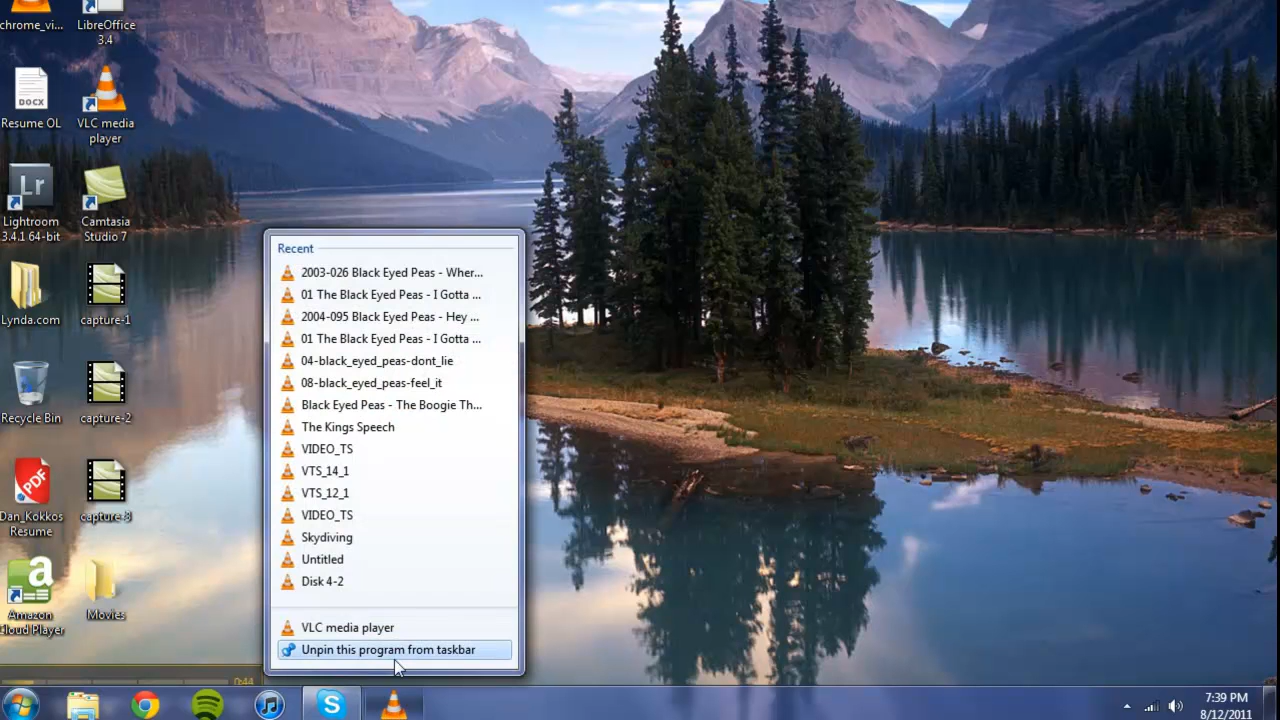 chrome_vi...
LibreOffice
3.4
DOCX
Resume OL
VLC media
player
Lr
Lightroom
3.4.1 64-bit
Camtasia
Studio 7
Lynda.com
capture-1
Recycle Bin
capture-2
PDF
Dan_Kokkos
Resume
capture-3
a
Amazon
Cloud Player
Movies
Recent
2003-026 Black Eyed Peas - Wher...
01 The Black Eyed Peas - I Gotta ...
2004-095 Black Eyed Peas - Hey ...
01 The Black Eyed Peas - I Gotta ...
04-black_eyed_peas-dont_lie
08-black_eyed_peas-feel_it
Black Eyed Peas - The Boogie Th...
The Kings Speech
VIDEO_TS
VTS_14_1
VTS_12_1
VIDEO_TS
Skydiving
Untitled
Disk 4-2
VLC media player
Unpin this program from taskbar
0:44
S
7:39 PM
8/12/2011